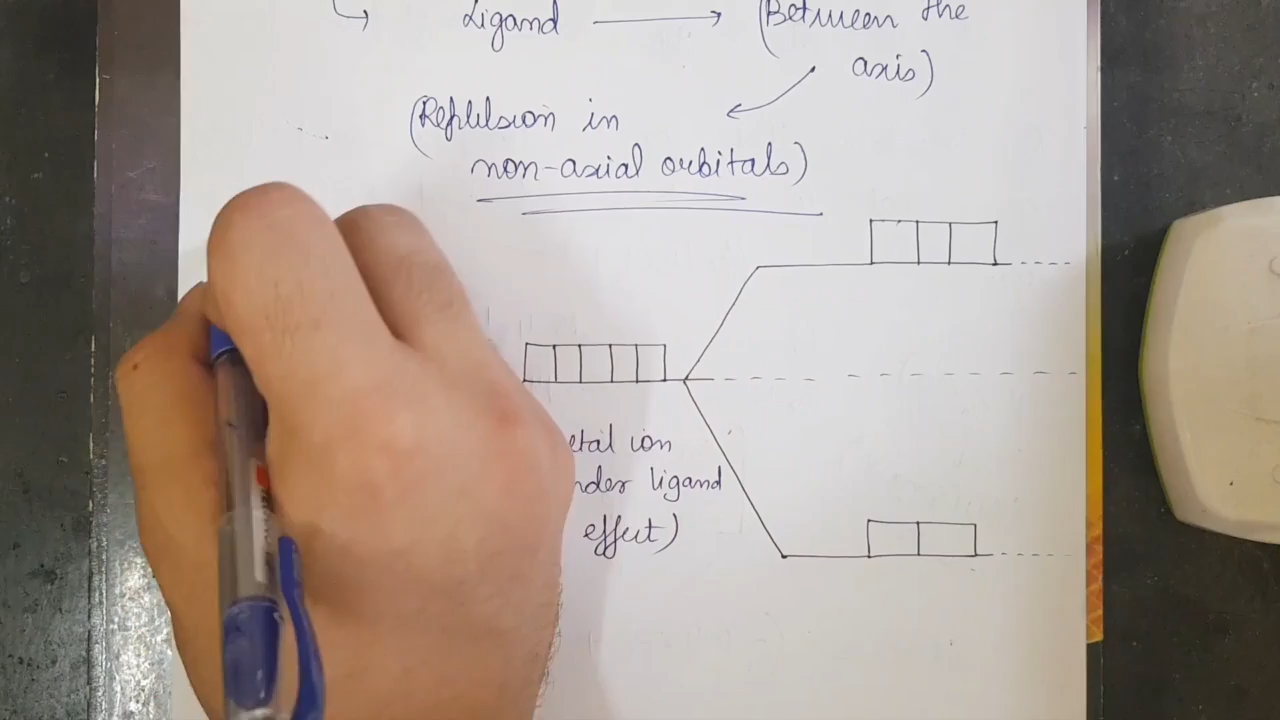 Ligand (Between the
axis)
(Repulsion in
non-axial orbitals)
etal ion
nder ligand
effect)